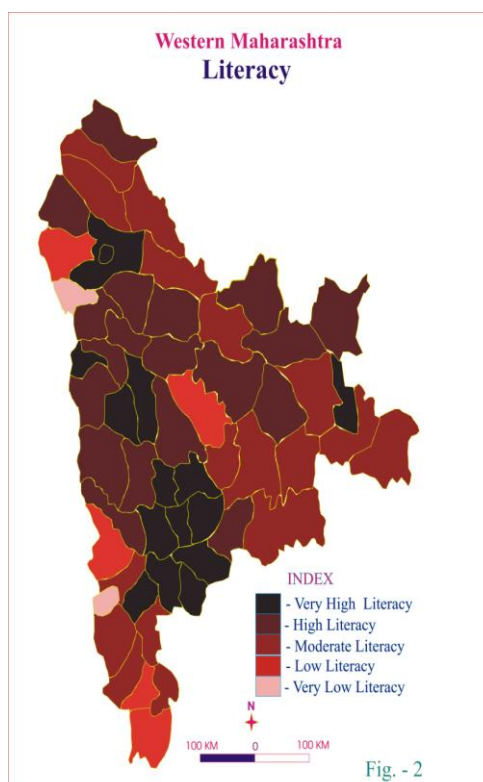 Western Maharashtra
Literacy
INDEX
- Very High Literacy
- High Literacy
- Moderate Literacy
- Low Literacy
- Very Low Literacy
N
100 KM 0 100 KM
Fig. - 2